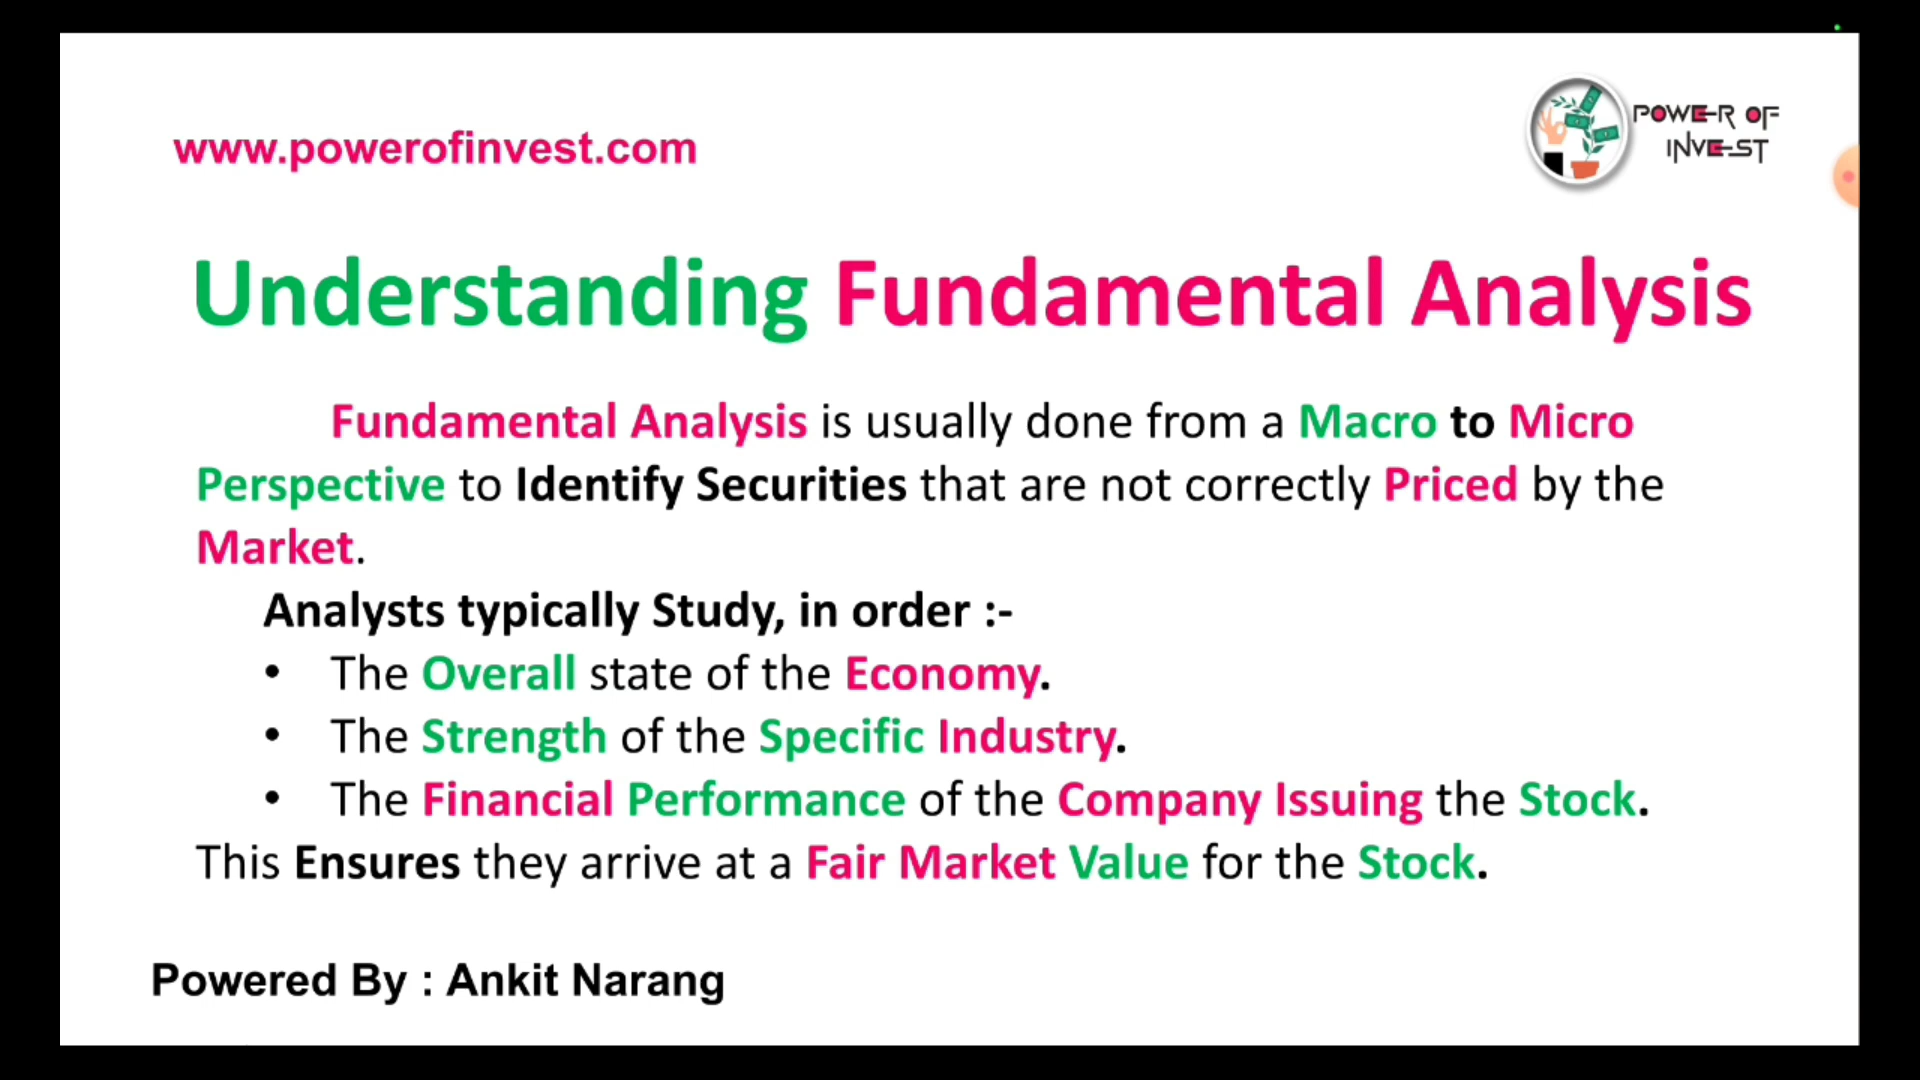 www.powerofinvest.com
POWER OF
INVEST
Understanding Fundamental Analysis
Fundamental Analysis is usually done from a Macro to Micro
Perspective to Identify Securities that are not correctly Priced by the
Market.
Analysts typically Study, in order :-
• The Overall state of the Economy.
• The Strength of the Specific Industry.
• The Financial Performance of the Company Issuing the Stock.
This Ensures they arrive at a Fair Market Value for the Stock.
Powered By : Ankit Narang